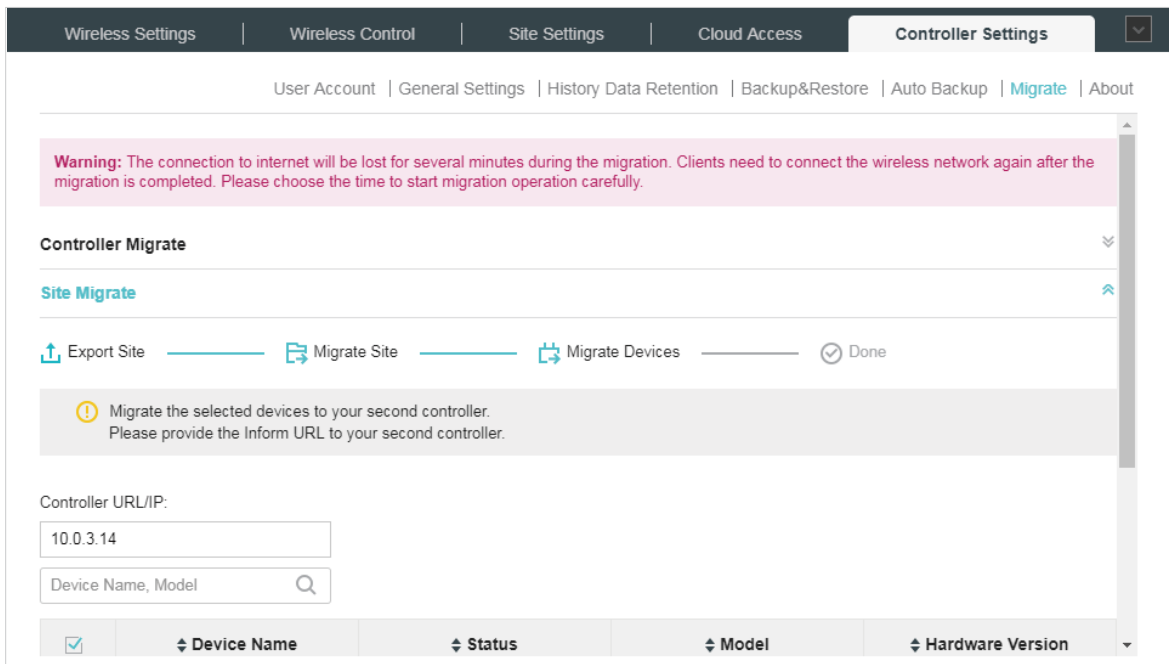 Wireless Settings | Wireless Control | Site Settings | Cloud Access Controller Settings
User Account | General Settings | History Data Retention | Backup&Restore | Auto Backup | Migrate | About
Warning: The connection to internet will be lost for several minutes during the migration. Clients need to connect the wireless network again after the
migration is completed. Please choose the time to start migration operation carefully.
Controller Migrate
Site Migrate
Export Site Migrate Site Migrate Devices Done
Migrate the selected devices to your second controller.
Please provide the Inform URL to your second controller.
Controller URL/IP:
10.0.3.14
Device Name, Model
Device Name Status Model Hardware Version